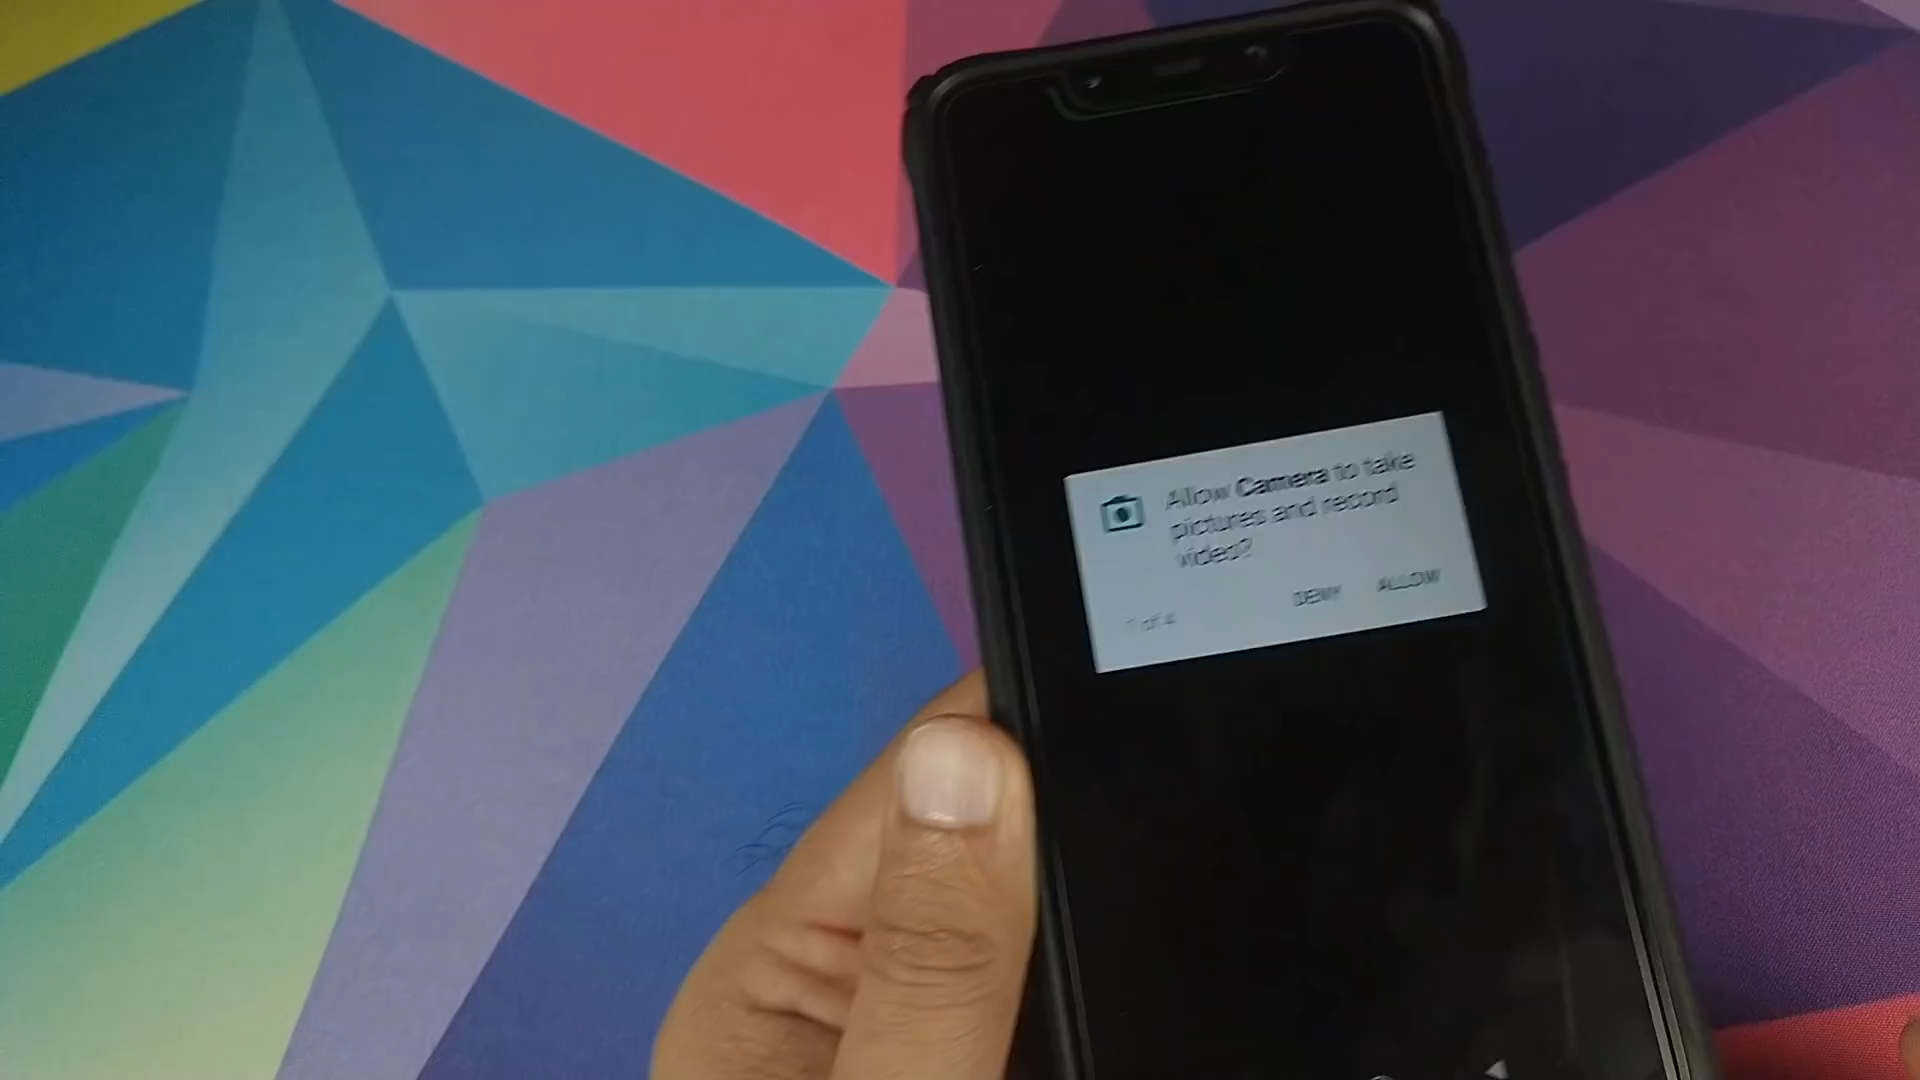 Allow Camera to take
pictures and record
video?
DENY ALLOW
1 of 4